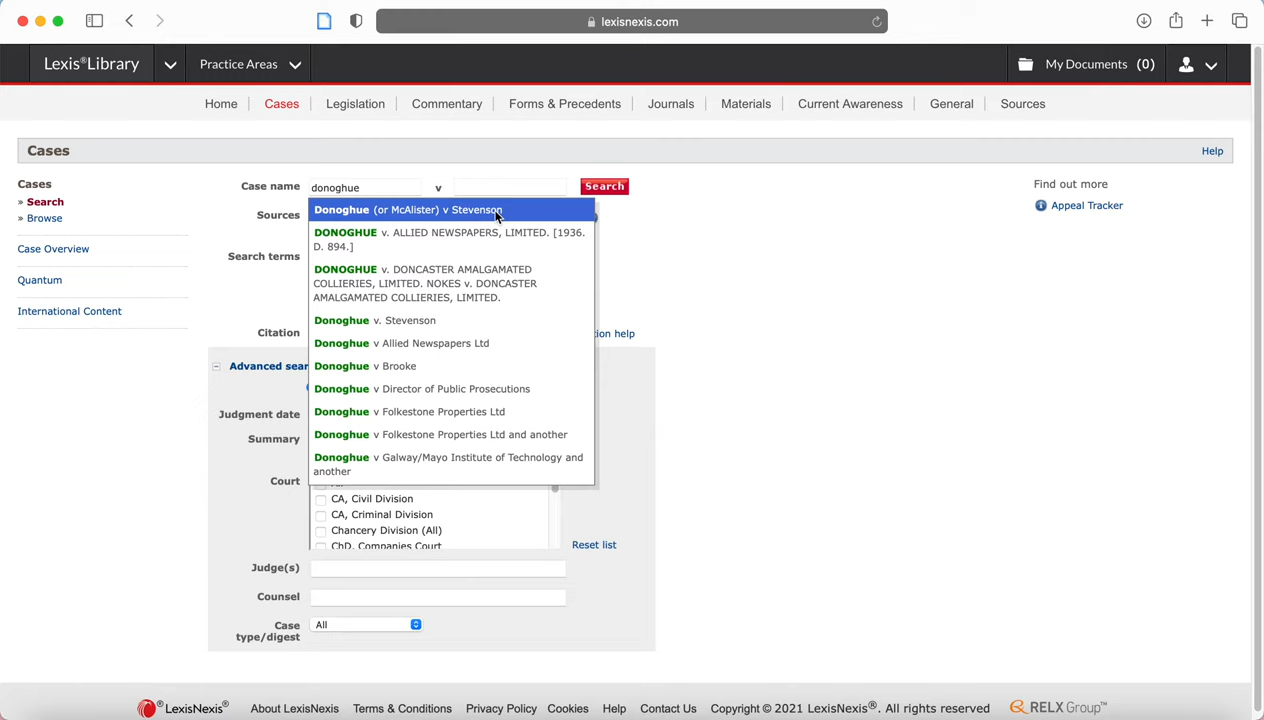 lexisnexis.com
Lexis®Library
Practice Areas
My Documents (0)
Home
Cases
Legislation
Commentary
Forms & Precedents
Journals
Materials
Current Awareness
General
Sources
Cases
Help
Cases
» Search
» Browse
Case Overview
Quantum
International Content
Case name
donoghue
v
Search
Sources
Search terms
Citation
Donoghue (or McAlister) v Stevenson
DONOGHUE v. ALLIED NEWSPAPERS, LIMITED. [1936.
D. 894.]
DONOGHUE v. DONCASTER AMALGAMATED
COLLIERIES, LIMITED. NOKES v. DONCASTER
AMALGAMATED COLLIERIES, LIMITED.
Donoghue v. Stevenson
Donoghue v Allied Newspapers Ltd
Donoghue v Brooke
Donoghue v Director of Public Prosecutions
Donoghue v Folkestone Properties Ltd
Donoghue v Folkestone Properties Ltd and another
Donoghue v Galway/Mayo Institute of Technology and
another
help
Advanced
Judgment date
Summary
Court
CA, Civil Division
CA, Criminal Division
Chancery Division (All)
ChD, Companies Court
Reset list
Judge(s)
Counsel
Case
type/digest
All
Find out more
Appeal Tracker
LexisNexis®
About LexisNexis
Terms & Conditions
Privacy Policy
Cookies
Help
Contact Us
Copyright © 2021 LexisNexis®. All rights reserved
RELX Group™